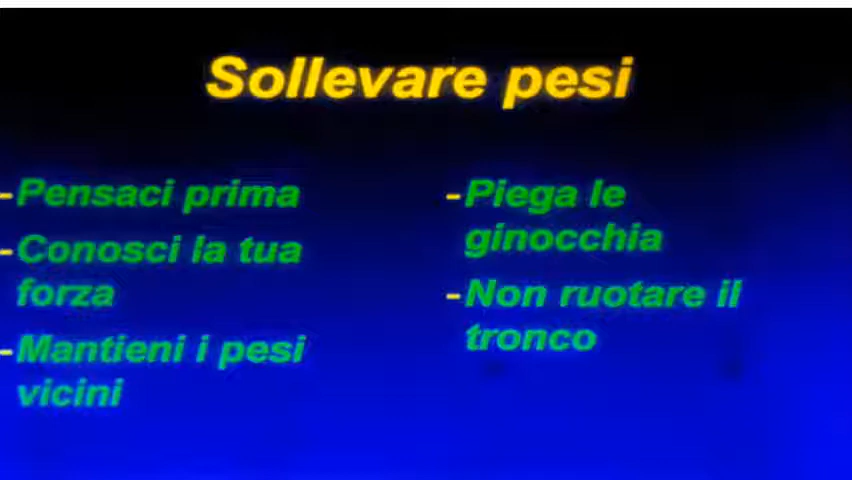 Sollevare pesi
-Pensaci prima
-Conosci la tua
forza
-Mantieni i pesi
vicini
-Piega le
ginocchia
-Non ruotare il
tronco